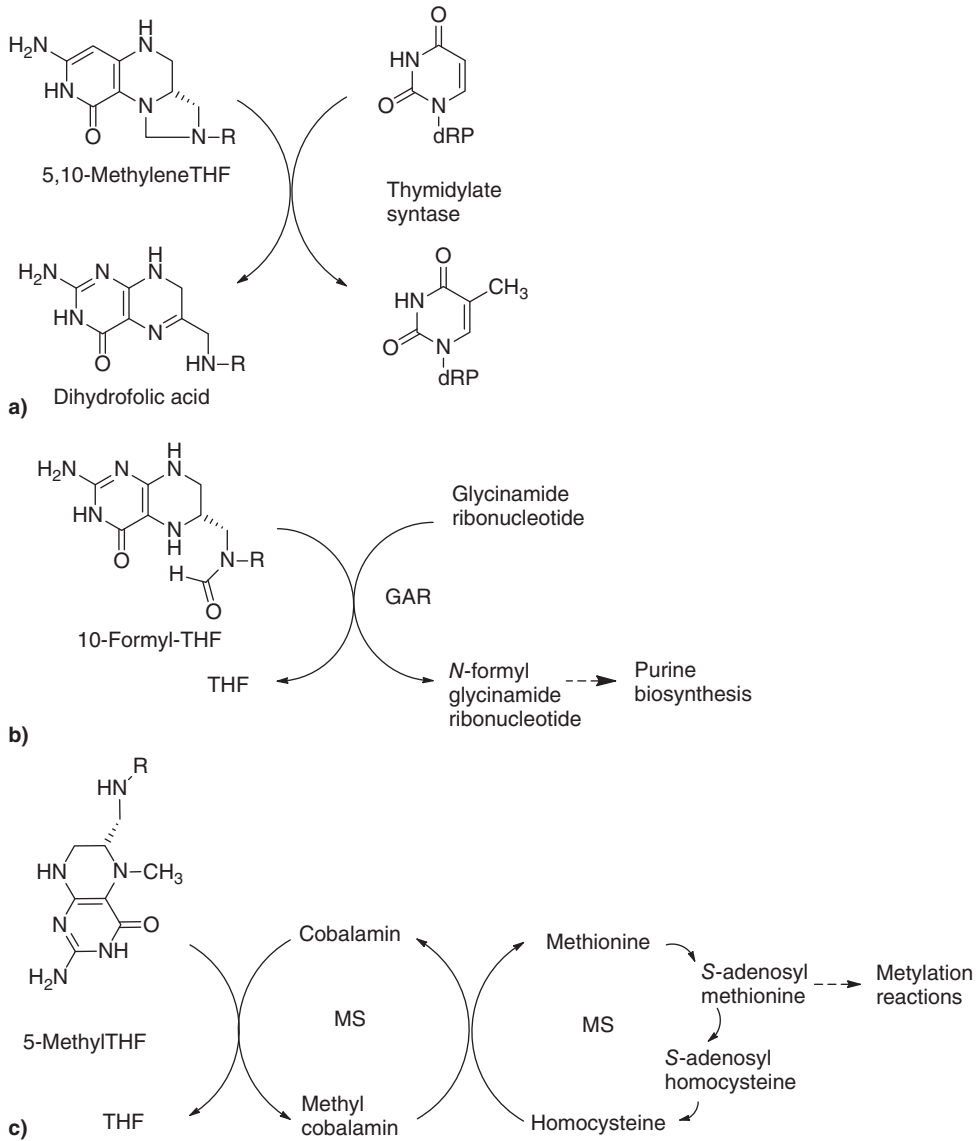 H₂N
H
N
HN
N
N–R
O
5,10-MethyleneTHF
O
HN
O
N
dRP
Thymidylate
syntase
H₂N
N
H
N
HN
N
O
HN–R
Dihydrofolic acid
O
CH₃
HN
O
N
dRP
a)
H₂N
N
H
N
HN
N
H
O
N–R
H
O
10-Formyl-THF
Glycinamide
ribonucleotide
GAR
THF
N-formyl
glycinamide
ribonucleotide
Purine
biosynthesis
b)
R
HN
HN
N–CH₃
N
O
NH
H₂N
5-MethylTHF
THF
Cobalamin
MS
Methyl
cobalamin
Methionine
MS
Homocysteine
S-adenosyl
methionine
S-adenosyl
homocysteine
Metylation
reactions
c)